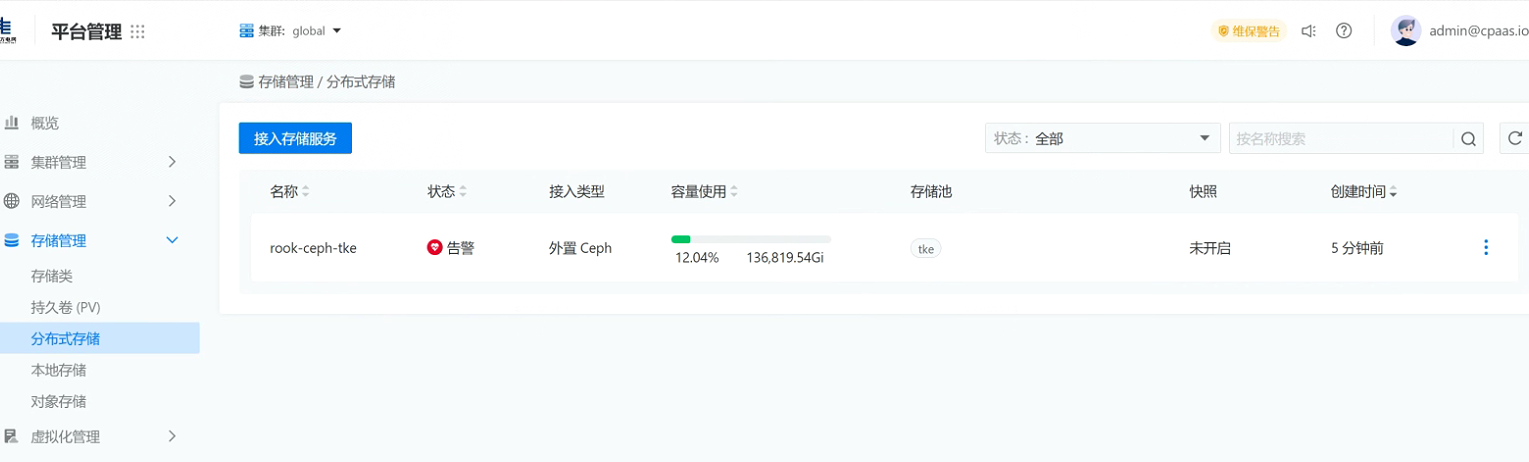 平台管理
集群: global
维保警告
admin@cpaas.io
存储管理 / 分布式存储
概览
集群管理
网络管理
存储管理
存储类
持久卷 (PV)
分布式存储
本地存储
对象存储
虚拟化管理
接入存储服务
状态 : 全部
按名称搜索
名称 状态 接入类型 容量使用 存储池 快照 创建时间
rook-ceph-tke 告警 外置 Ceph 12.04% 136,819.54Gi tke 未开启 5 分钟前